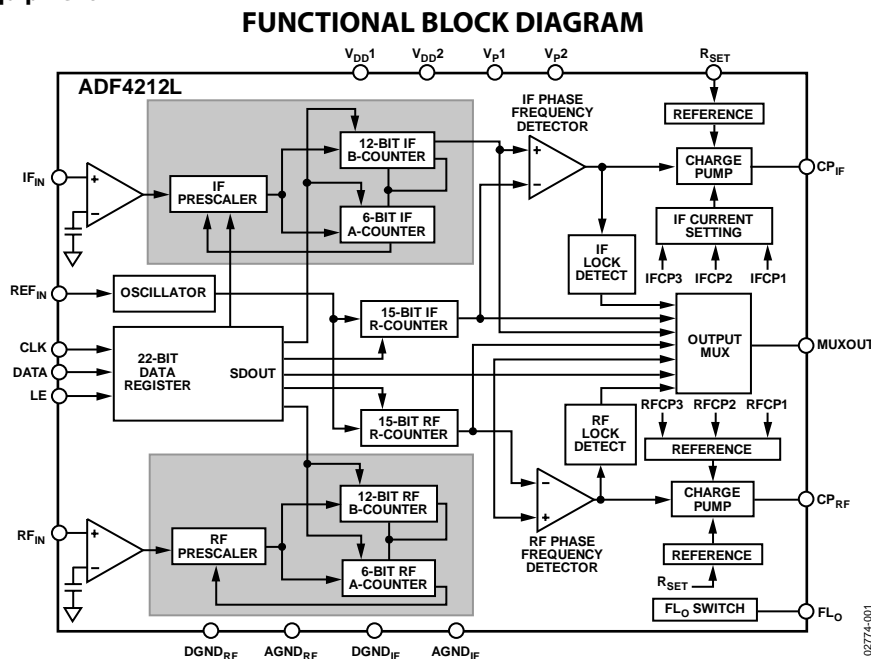 FUNCTIONAL BLOCK DIAGRAM
VDD1
VDD2
VP1
VP2
RSET
ADF4212L
IF PHASE
FREQUENCY
DETECTOR
REFERENCE
12-BIT IF
B-COUNTER
IFIN
+
−
IF
PRESCALER
+
−
CHARGE
PUMP
CPIF
6-BIT IF
A-COUNTER
IF CURRENT
SETTING
IF
LOCK
DETECT
IFCP3
IFCP2
IFCP1
REFIN
OSCILLATOR
15-BIT IF
R-COUNTER
OUTPUT
MUX
MUXOUT
CLK
DATA
LE
22-BIT
DATA
REGISTER
SDOUT
15-BIT RF
R-COUNTER
RF
LOCK
DETECT
RFCP3
RFCP2
RFCP1
REFERENCE
12-BIT RF
B-COUNTER
−
+
CHARGE
PUMP
CPRF
RFIN
+
−
RF
PRESCALER
6-BIT RF
A-COUNTER
RF PHASE
FREQUENCY
DETECTOR
REFERENCE
RSET
FLO SWITCH
FLO
DGNDRF
AGNDRF
DGNDIF
AGNDIF
02774-001